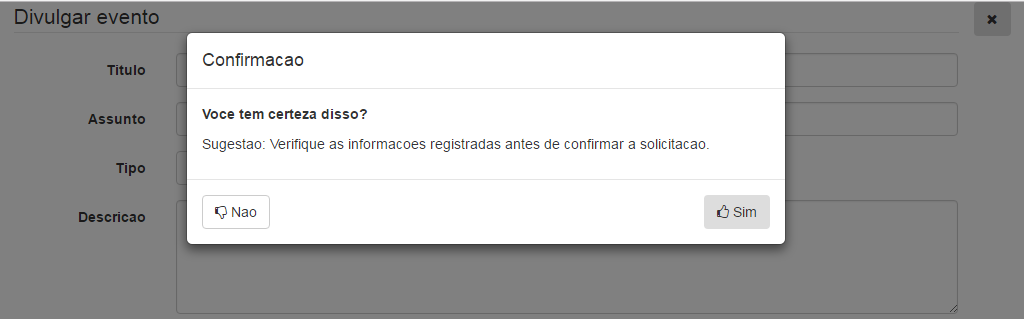 Divulgar evento
Confirmacao
Titulo
Voce tem certeza disso?
Assunto
Sugestao: Verifique as informacoes registradas antes de confirmar a solicitacao.
Tipo
Nao
Sim
Descricao